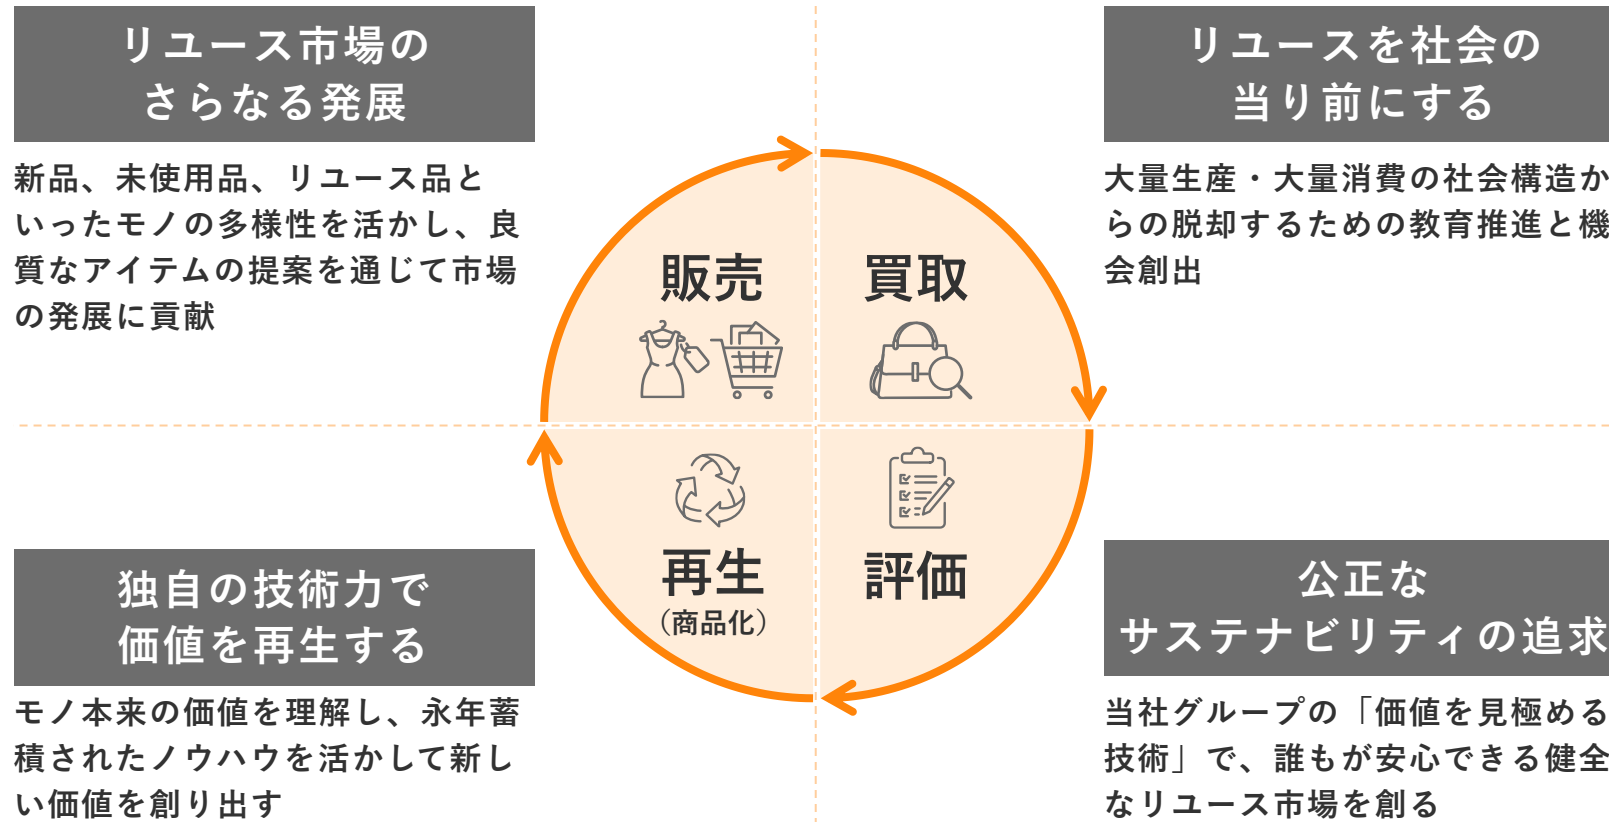 リユース市場の
さらなる発展
新品、未使用品、リユース品と
いったモノの多様性を活かし、良
質なアイテムの提案を通じて市場
の発展に貢献
リユースを社会の
当り前にする
大量生産・大量消費の社会構造か
らの脱却するための教育推進と機
会創出
販売
買取
再生
(商品化)
評価
独自の技術力で
価値を再生する
モノ本来の価値を理解し、永年蓄
積されたノウハウを活かして新し
い価値を創り出す
公正な
サステナビリティの追求
当社グループの「価値を見極める
技術」で、誰もが安心できる健全
なリユース市場を創る